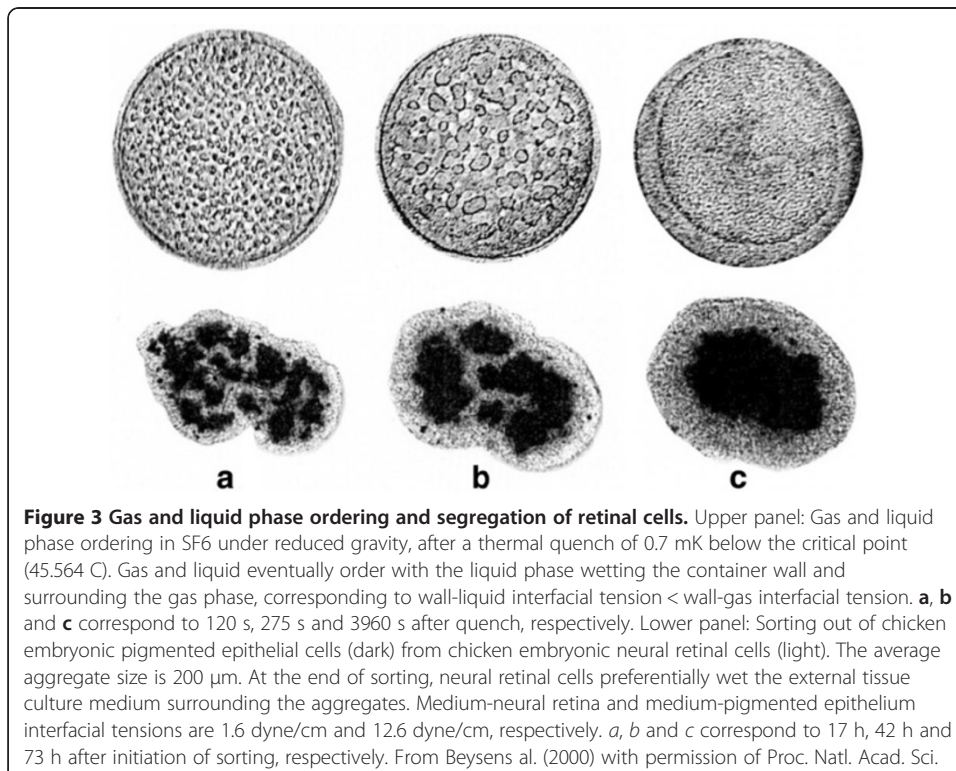 a b c
Figure 3 Gas and liquid phase ordering and segregation of retinal cells. Upper panel: Gas and liquid
phase ordering in SF6 under reduced gravity, after a thermal quench of 0.7 mK below the critical point
(45.564 C). Gas and liquid eventually order with the liquid phase wetting the container wall and
surrounding the gas phase, corresponding to wall-liquid interfacial tension < wall-gas interfacial tension. a, b
and c correspond to 120 s, 275 s and 3960 s after quench, respectively. Lower panel: Sorting out of chicken
embryonic pigmented epithelial cells (dark) from chicken embryonic neural retinal cells (light). The average
aggregate size is 200 μm. At the end of sorting, neural retinal cells preferentially wet the external tissue
culture medium surrounding the aggregates. Medium-neural retina and medium-pigmented epithelium
interfacial tensions are 1.6 dyne/cm and 12.6 dyne/cm, respectively. a, b and c correspond to 17 h, 42 h and
73 h after initiation of sorting, respectively. From Beysens al. (2000) with permission of Proc. Natl. Acad. Sci.